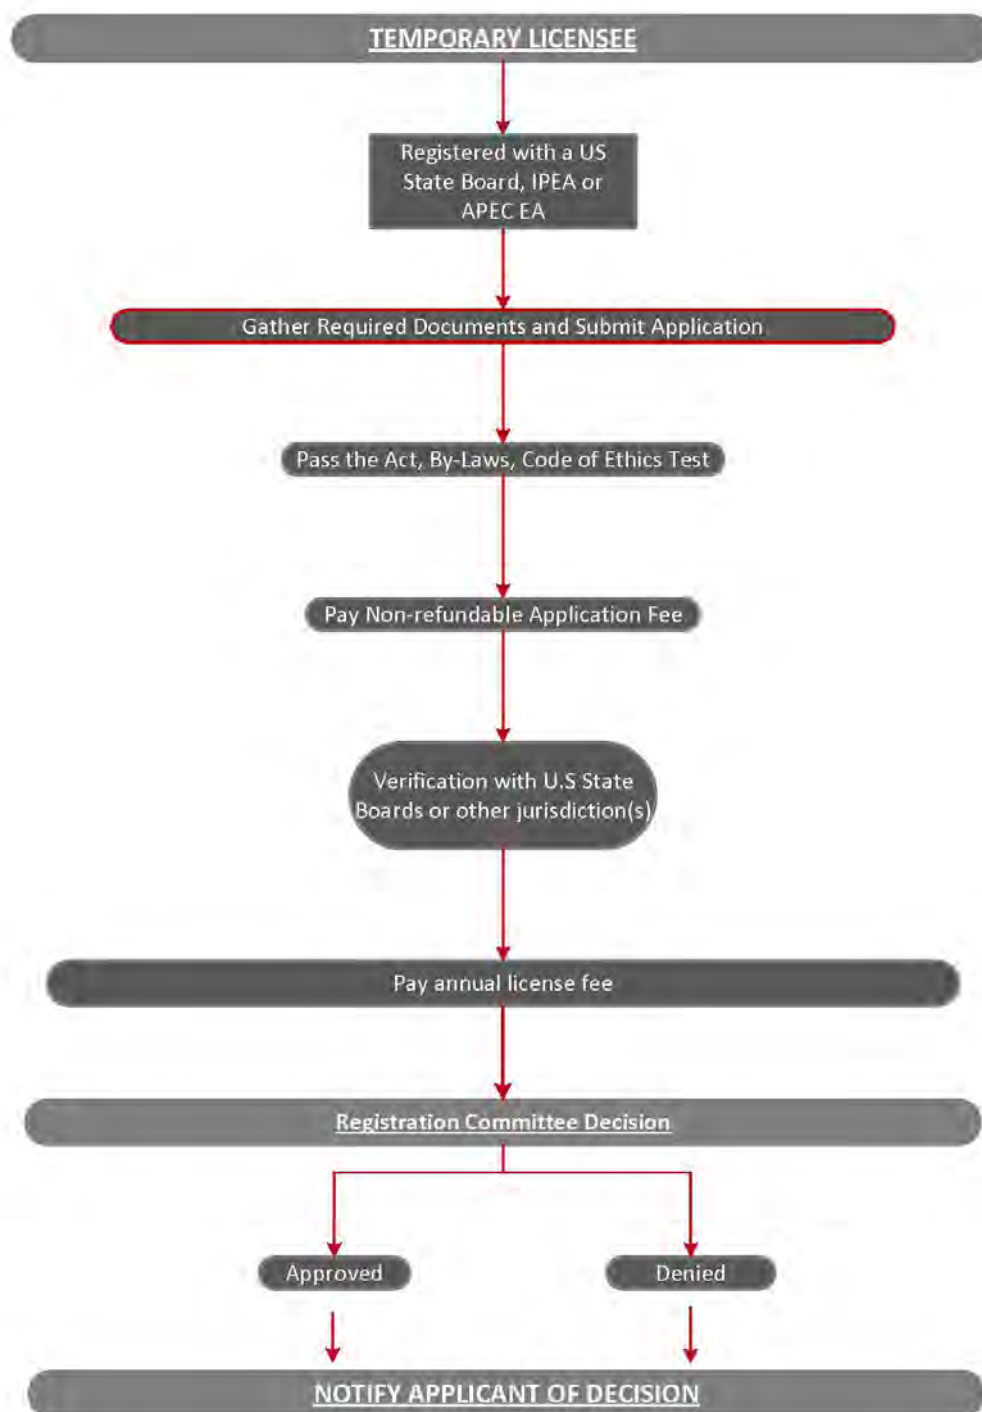 TEMPORARY LICENSEE
Registered with a US
State Board, IPEA or
APEC EA
Gather Required Documents and Submit Application
Pass the Act, By-Laws, Code of Ethics Test
Pay Non-refundable Application Fee
Verification with U.S State
Boards or other jurisdiction(s)
Pay annual license fee
Registration Committee Decision
Approved
Denied
NOTIFY APPLICANT OF DECISION